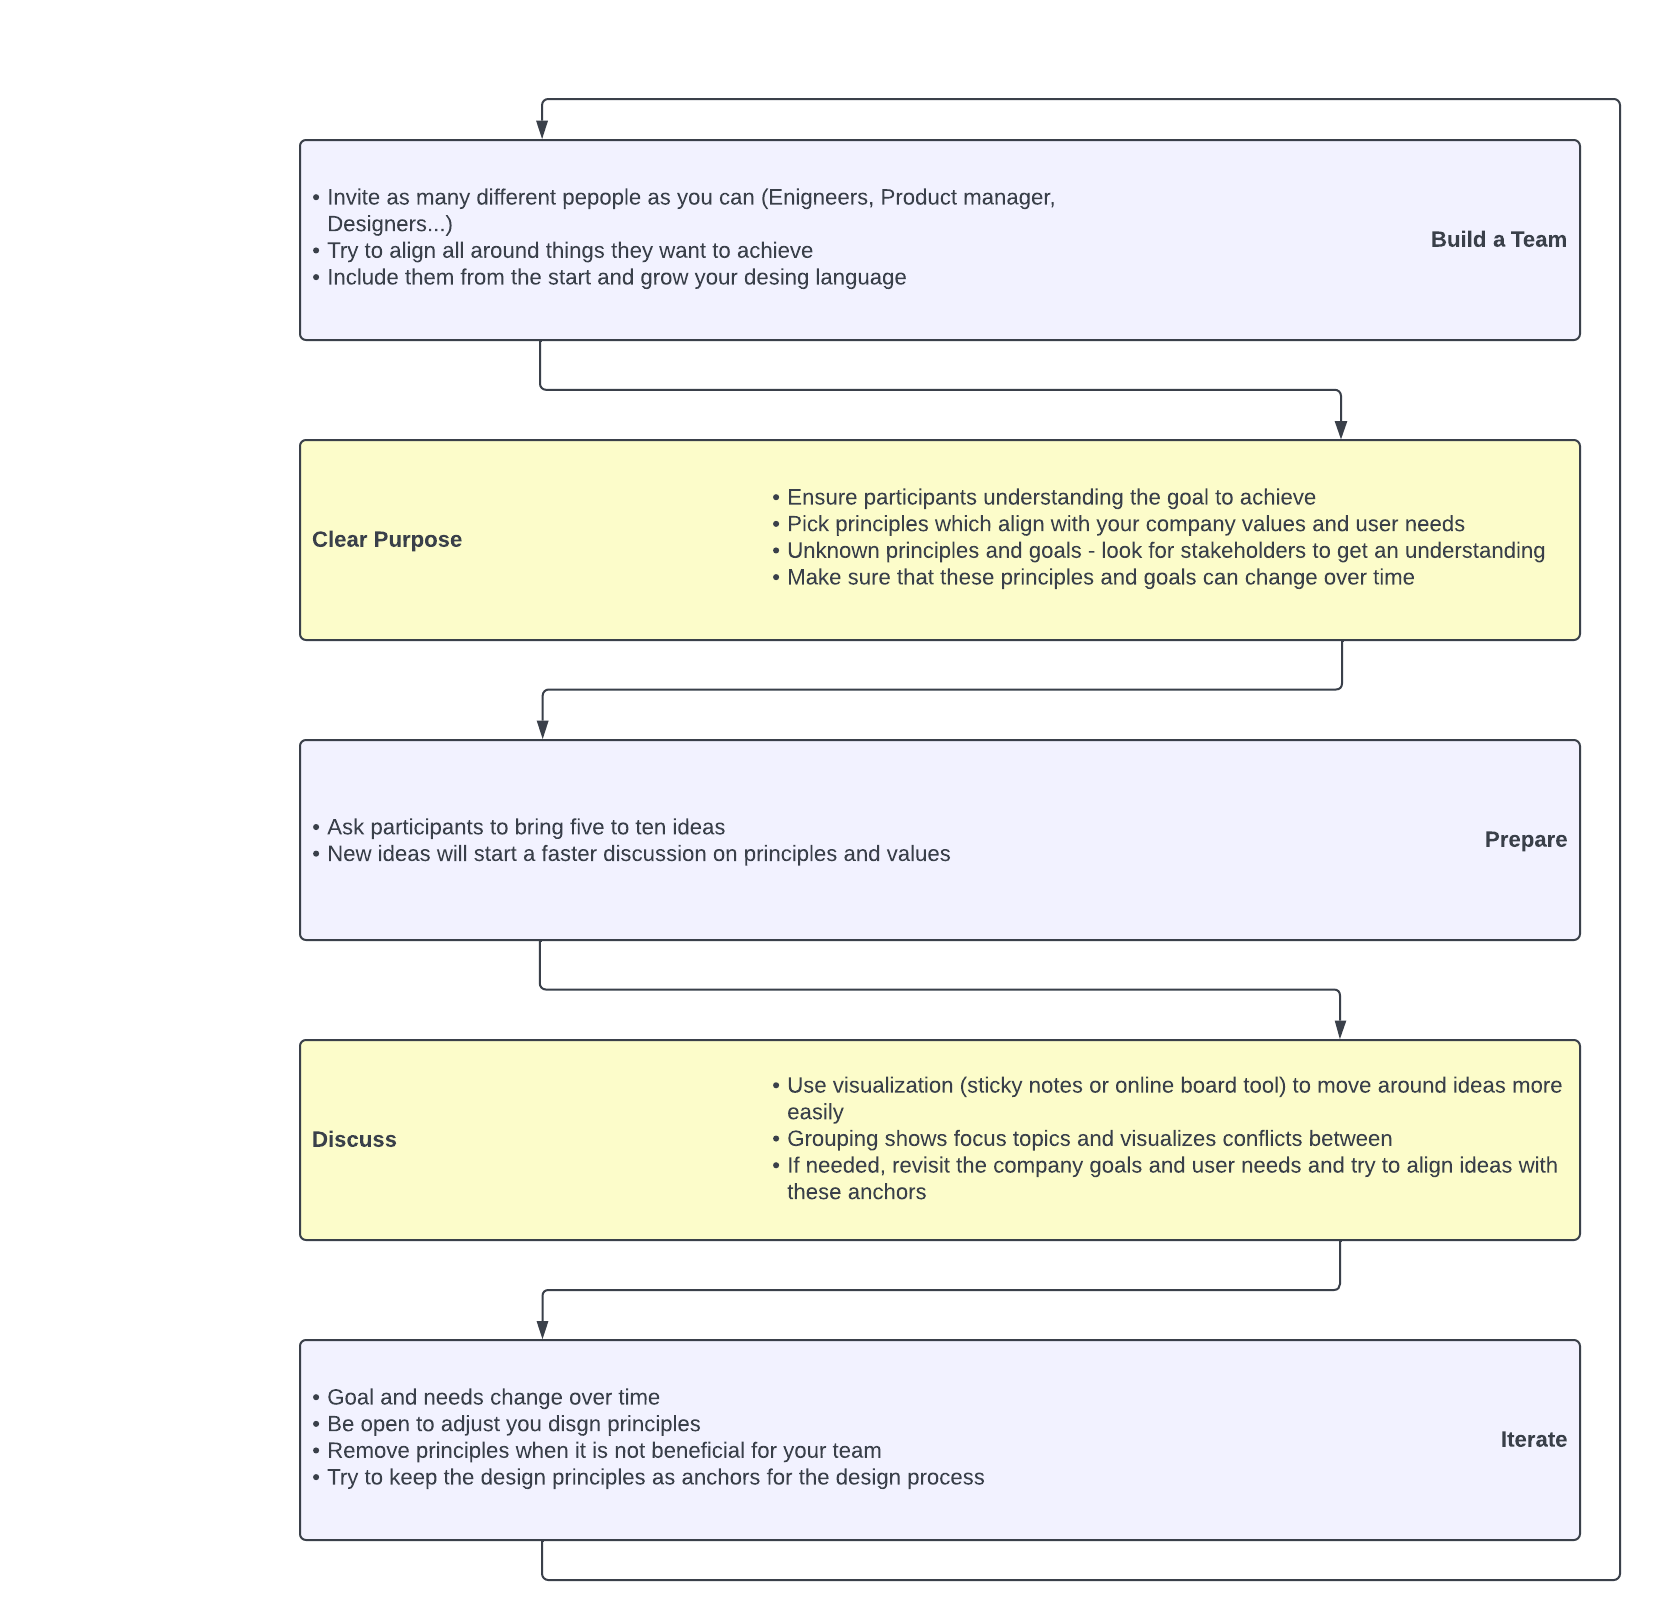 • Invite as many different pepople as you can (Enigneers, Product manager,
Designers...)
• Try to align all around things they want to achieve
• Include them from the start and grow your desing language
Build a Team
Clear Purpose
• Ensure participants understanding the goal to achieve
• Pick principles which align with your company values and user needs
• Unknown principles and goals - look for stakeholders to get an understanding
• Make sure that these principles and goals can change over time
• Ask participants to bring five to ten ideas
• New ideas will start a faster discussion on principles and values
Prepare
Discuss
• Use visualization (sticky notes or online board tool) to move around ideas more
easily
• Grouping shows focus topics and visualizes conflicts between
• If needed, revisit the company goals and user needs and try to align ideas with
these anchors
• Goal and needs change over time
• Be open to adjust you disgn principles
• Remove principles when it is not beneficial for your team
• Try to keep the design principles as anchors for the design process
Iterate